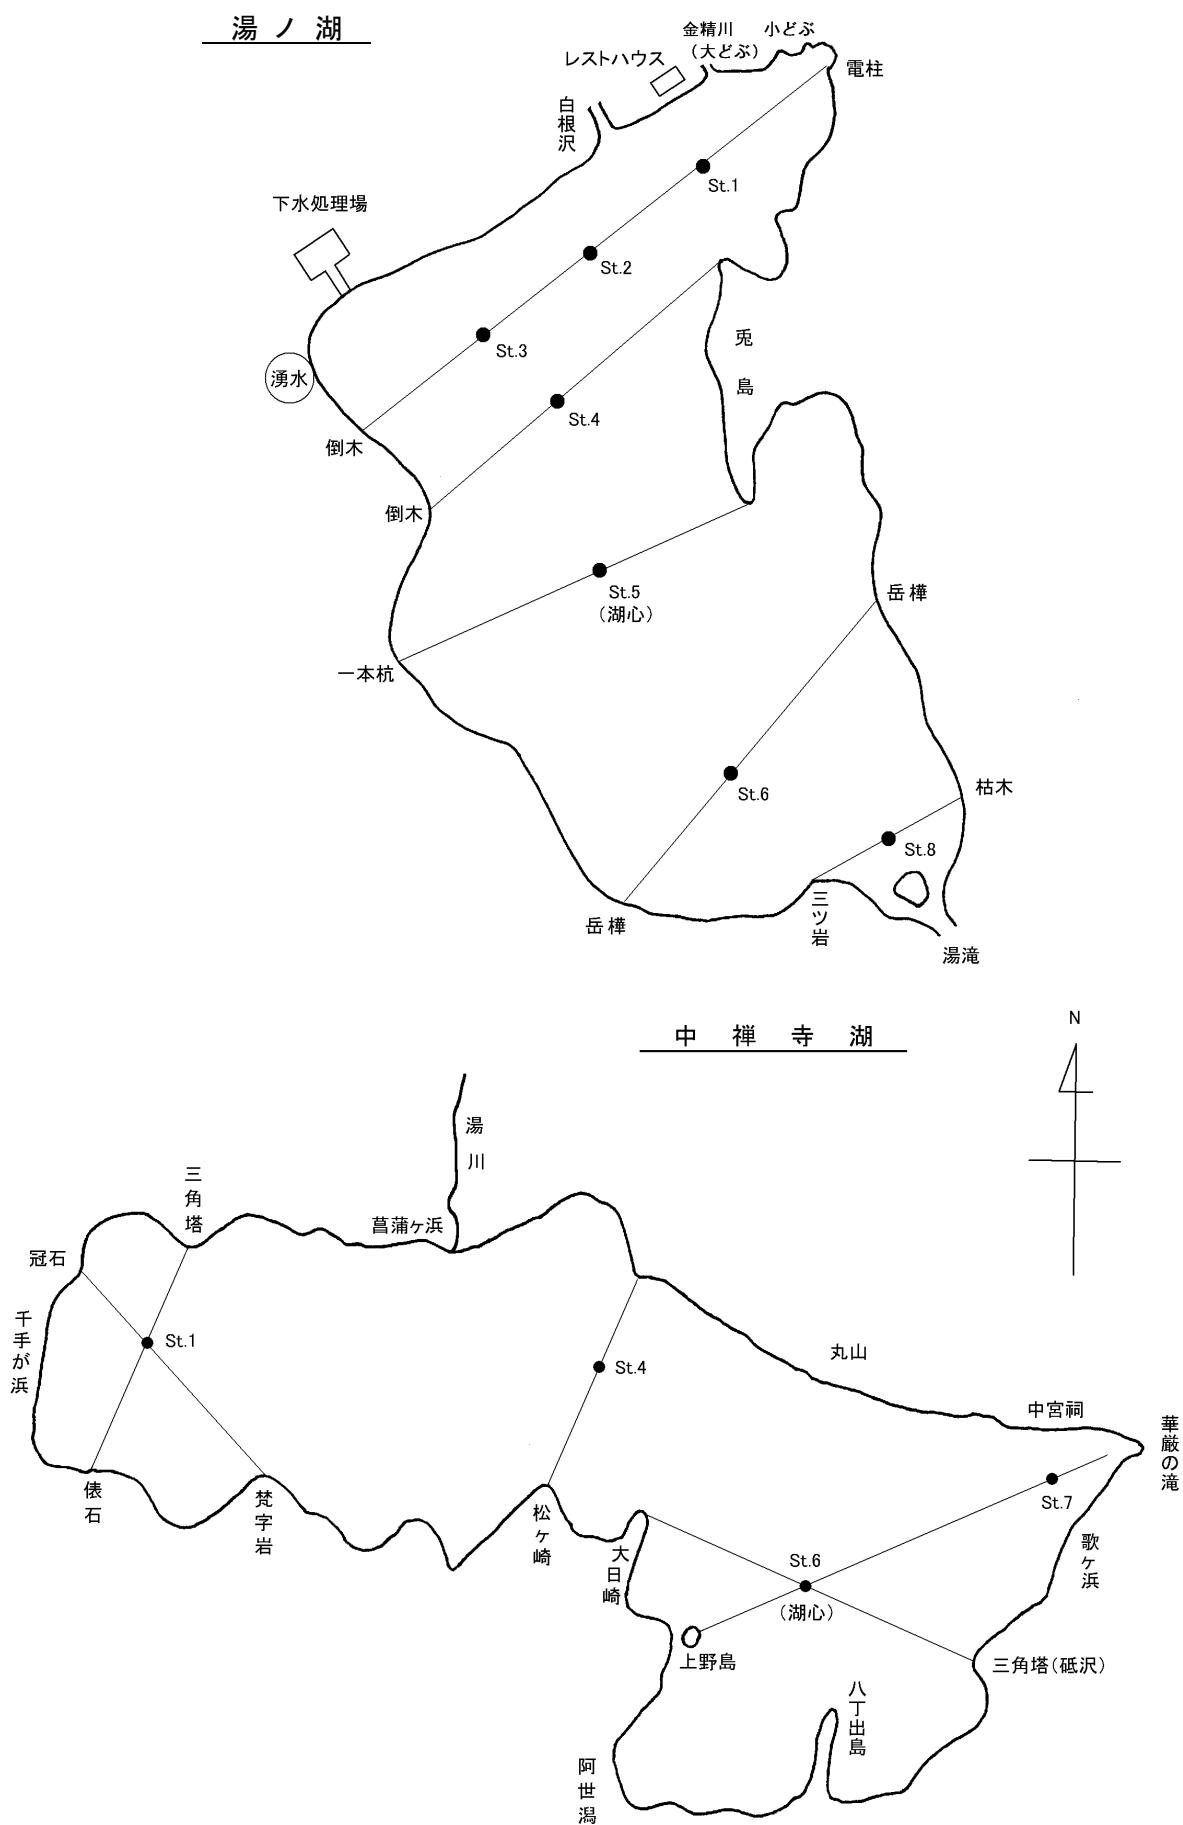 湯ノ湖
金精川
（大どぶ）
小どぶ
レストハウス
電柱
白根沢
St.1
下水処理場
St.2
St.3
兎島
湧水
St.4
倒木
倒木
St.5
（湖心）
岳樺
一本杭
St.6
枯木
St.8
三ツ岩
岳樺
湯滝
中禅寺湖
N
湯川
三角塔
菖蒲ヶ浜
冠石
千手が浜
St.1
丸山
St.4
中宮祠
華厳の滝
俵石
梵字岩
松ヶ崎
大日崎
St.7
歌ヶ浜
St.6
（湖心）
上野島
三角塔（砥沢）
八丁出島
阿世潟